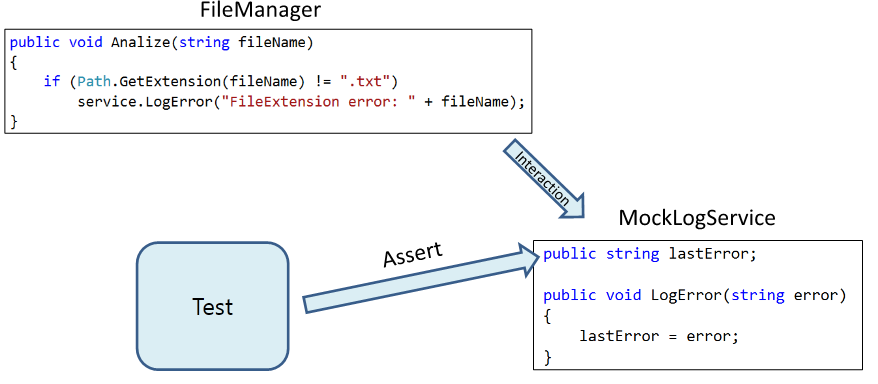 FileManager
public void Analize(string fileName)
{
    if (Path.GetExtension(fileName) != ".txt")
        service.LogError("FileExtension error: " + fileName);
}
Interaction
MockLogService
public string lastError;
public void LogError(string error)
{
    lastError = error;
}
Assert
Test